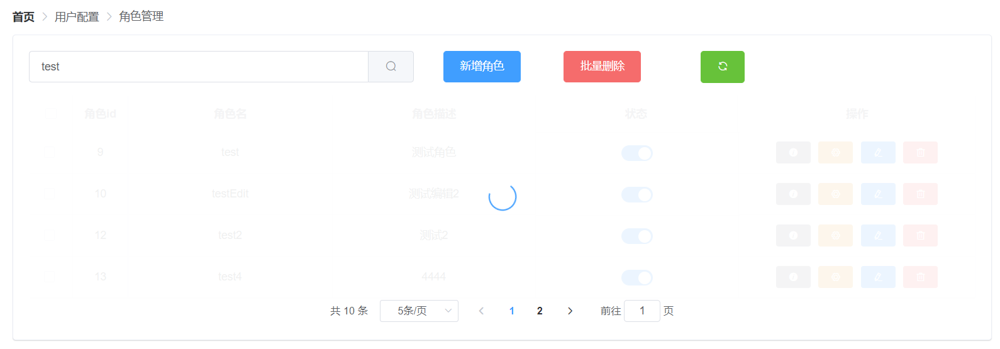 首页 > 用户配置 > 角色管理
test 新增角色 批量删除
角色id 角色名 角色描述 状态 操作
9 test 测试角色
10 testEdit 测试编辑2
12 test2 测试2
13 test4 4444
共 10 条 5条/页 < 1 2 > 前往 1 页